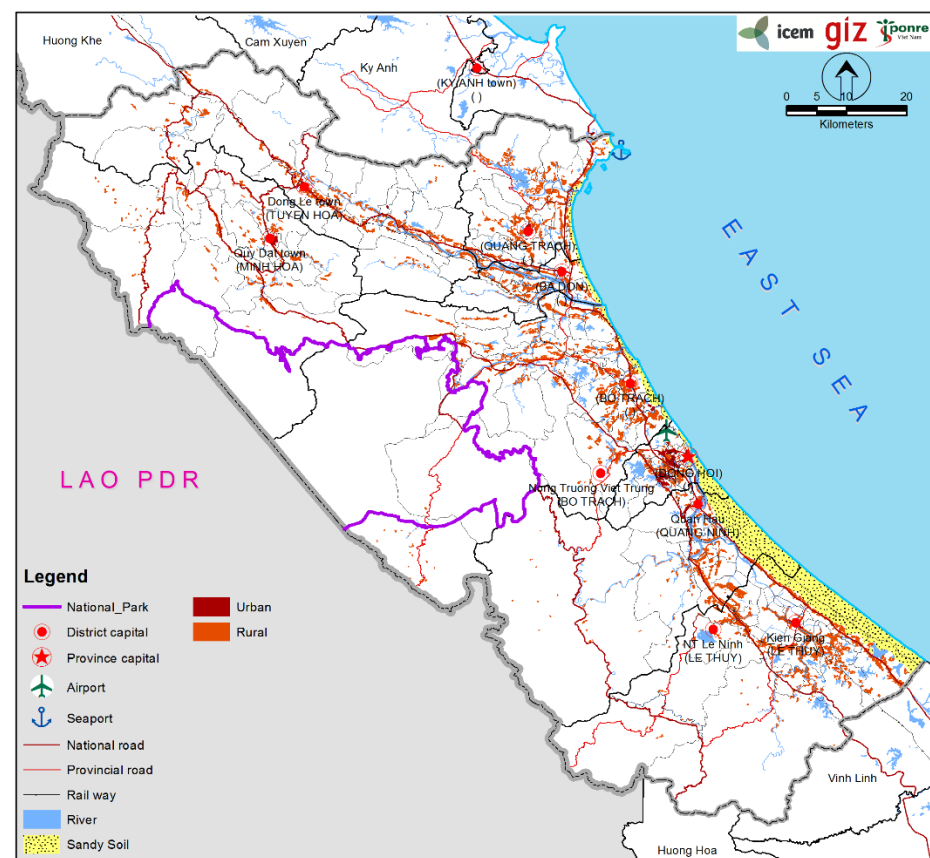 Huong Khe
Cam Xuyen
Ky Anh
(KY ANH town)
( )
icem
giz
iponre
Viet Nam
0 5 10 20
Kilometers
Dong Le town
(TUYEN HOA)
Quy Dat town
(MINH HOA)
(QUANG TRACH)
( )
(BA DON)
( )
EAST SEA
(BO TRACH)
( )
(DONG HOI)
( )
Nong Truong Viet Trung
(BO TRACH)
Quan Hau
(QUANG NINH)
LAO PDR
NT Le Ninh
(LE THUY)
Kien Giang
(LE THUY)
Vinh Linh
Huong Hoa
Legend
National_Park
District capital
Province capital
Airport
Seaport
National road
Provincial road
Rail way
River
Sandy Soil
Urban
Rural